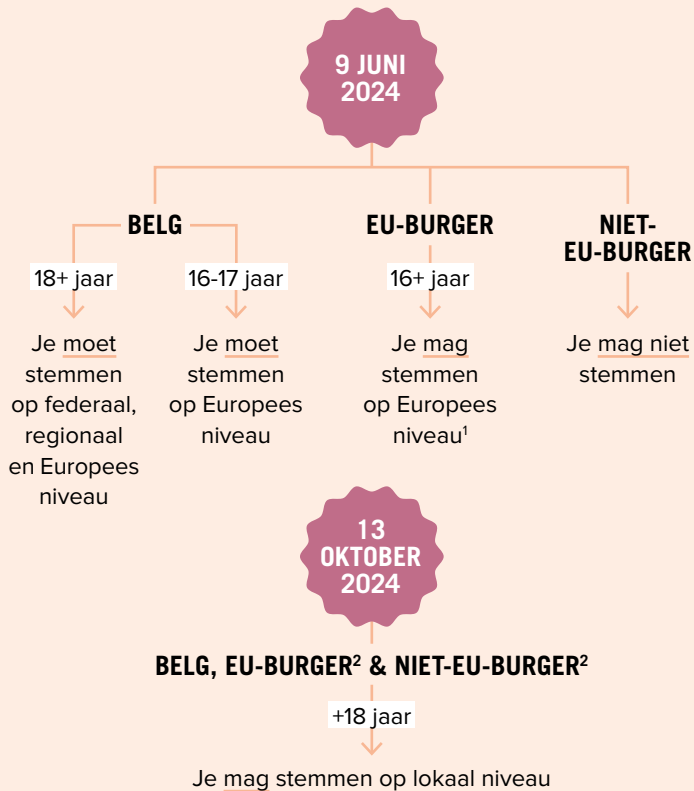 9 JUNI
2024
BELG
EU-BURGER
NIET-
EU-BURGER
18+ jaar
16-17 jaar
16+ jaar
Je moet
stemmen
op federaal,
regionaal
en Europees
niveau
Je moet
stemmen
op Europees
niveau
Je mag
stemmen
op Europees
niveau¹
Je mag niet
stemmen
13
OKTOBER
2024
BELG, EU-BURGER² & NIET-EU-BURGER²
+18 jaar
Je mag stemmen op lokaal niveau